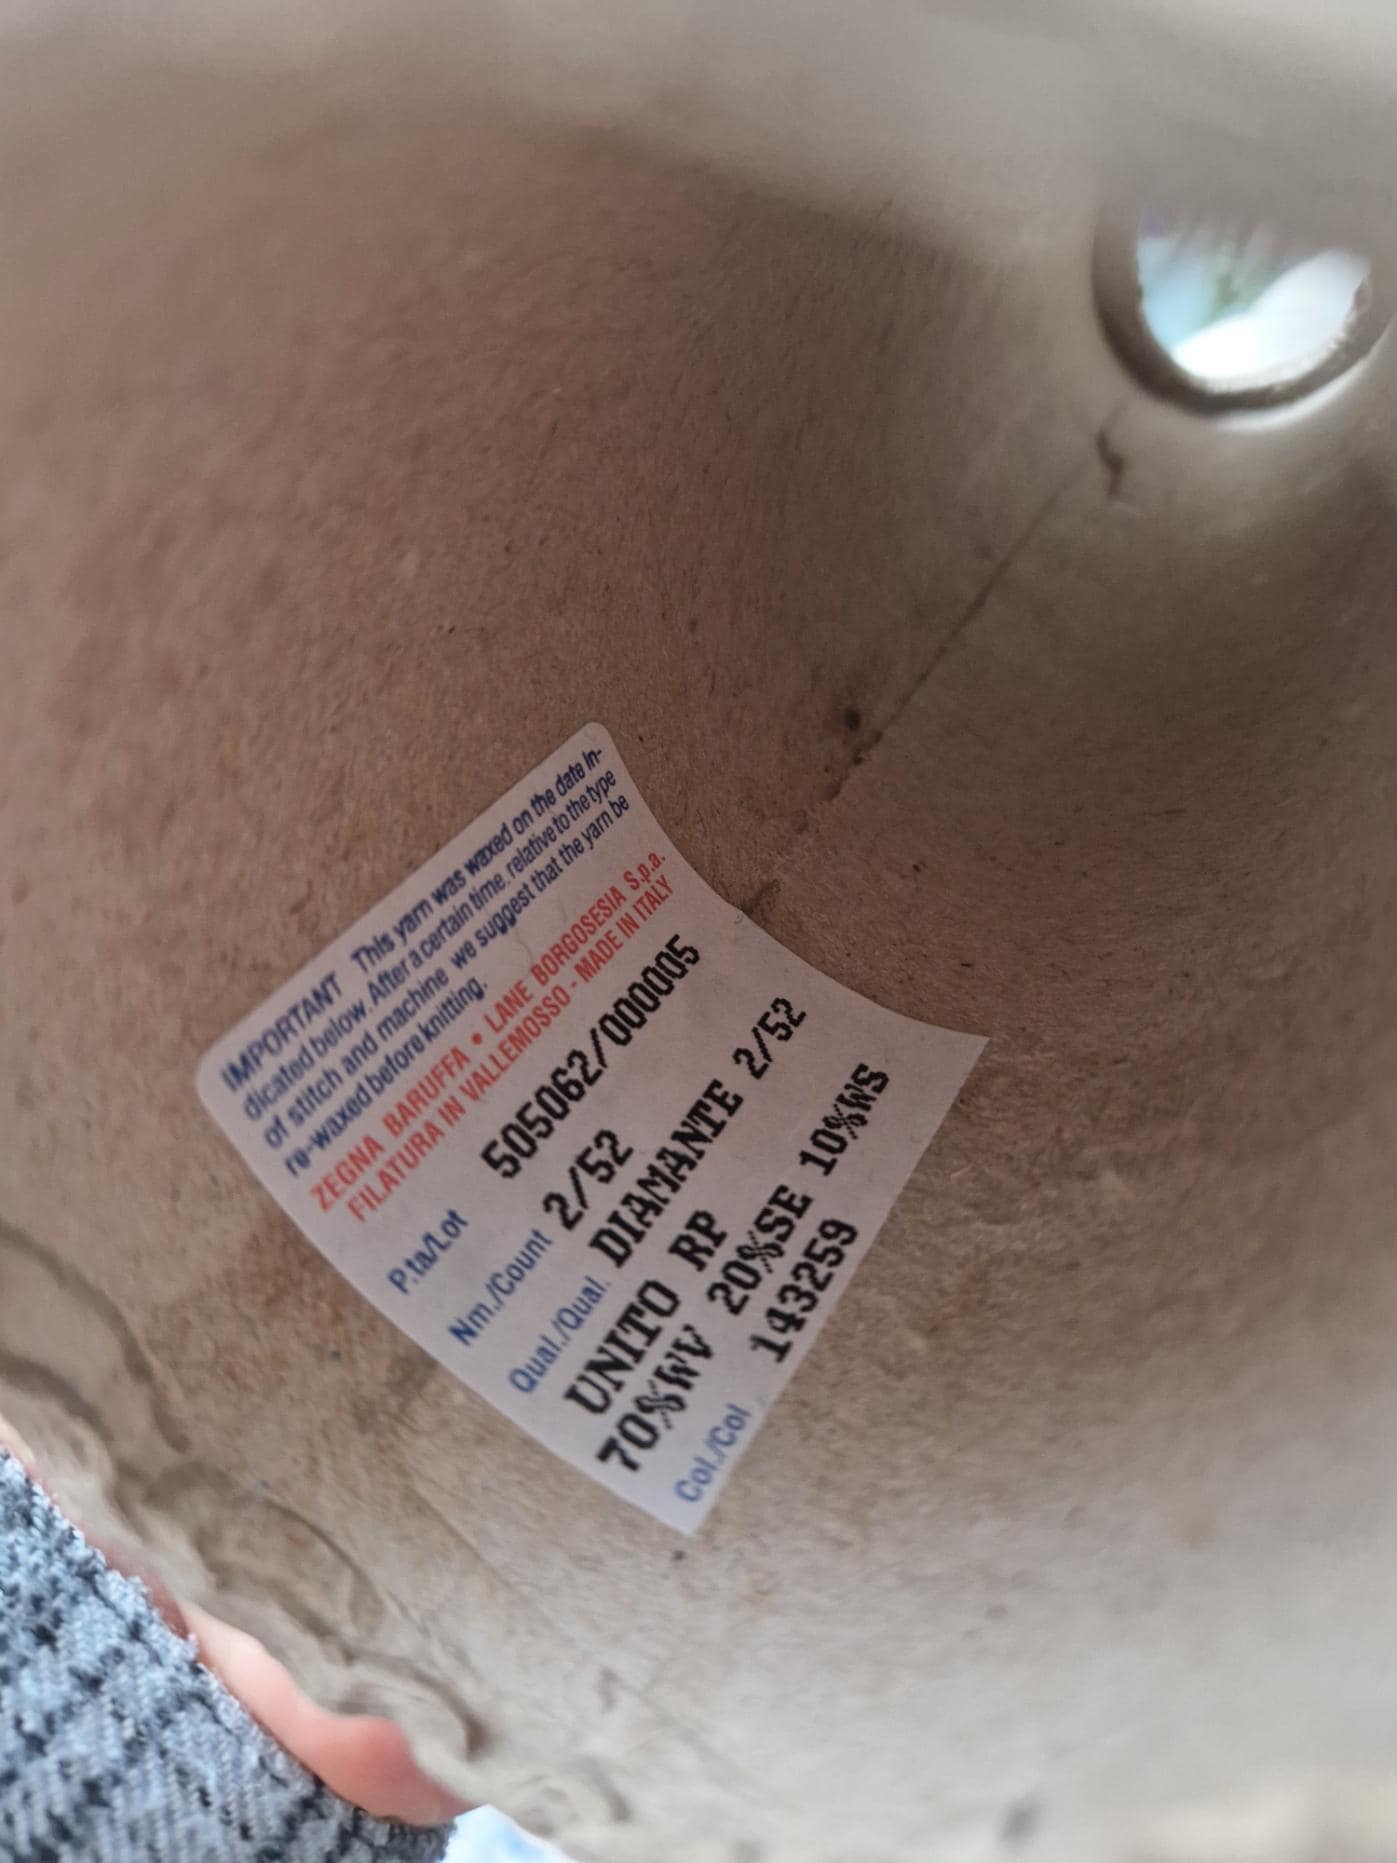 IMPORTANT This yarn was waxed on the date in-
dicated below. After a certain time, relative to the type
of stitch and machine we suggest that the yarn be
re-waxed before knitting.
ZEGNA BARUFFA • LANE BORGOSESIA S.p.a.
FILATURA IN VALLEMOSSO - MADE IN ITALY
P.ta/Lot 505062/000005
Nm./Count 2/52
Qual./Qual. DIAMANTE 2/52
UNITO RP
70%WV 20%SE 10%WS
Col./Col 143259